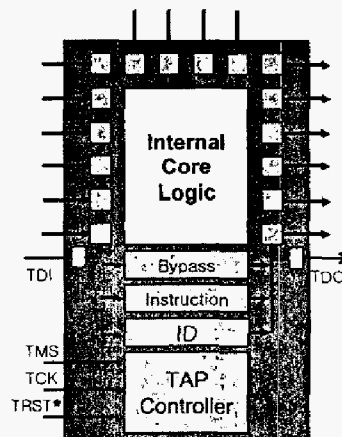 Internal
Core
Logic
TDI
Bypass
TDO
Instruction
ID
TMS
TCK
TAP
Controller
TRST*